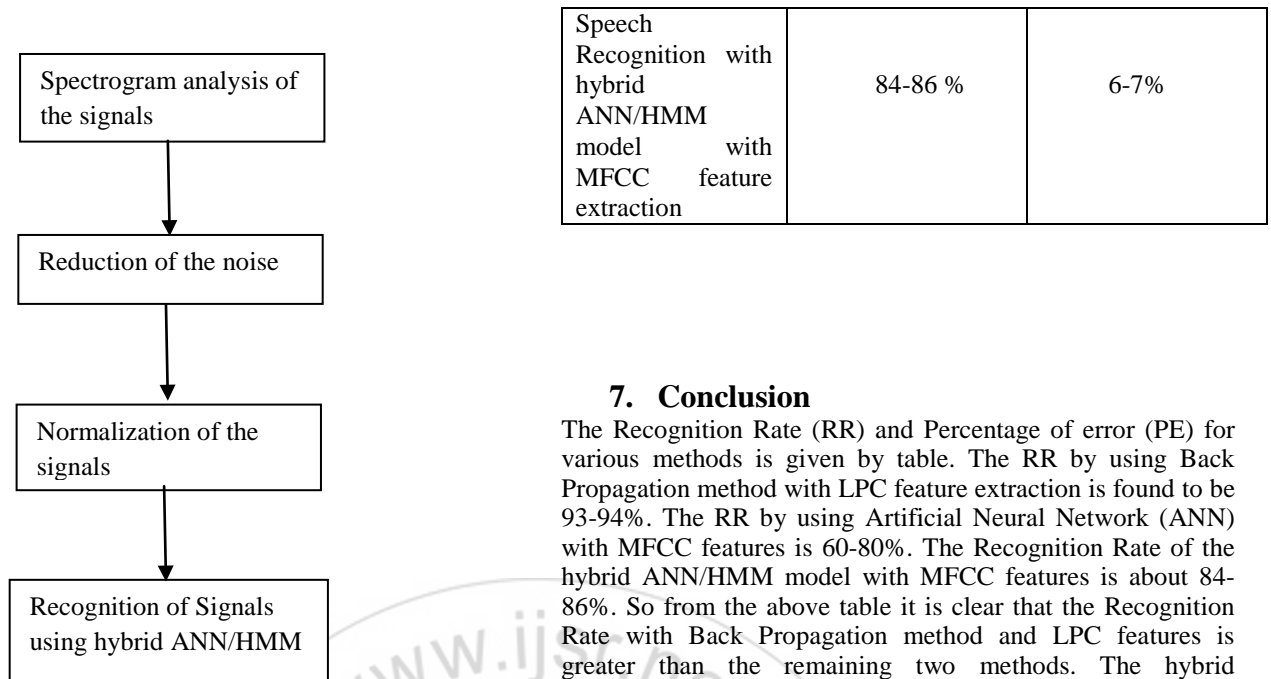 Spectrogram analysis of
the signals
Reduction of the noise
Normalization of the
signals
Recognition of Signals
using hybrid ANN/HMM
Speech
Recognition with
hybrid
ANN/HMM
model with
MFCC feature
extraction
84-86 %
6-7%
7. Conclusion
The Recognition Rate (RR) and Percentage of error (PE) for
various methods is given by table. The RR by using Back
Propagation method with LPC feature extraction is found to be
93-94%. The RR by using Artificial Neural Network (ANN)
with MFCC features is 60-80%. The Recognition Rate of the
hybrid ANN/HMM model with MFCC features is about 84-
86%. So from the above table it is clear that the Recognition
Rate with Back Propagation method and LPC features is
greater than the remaining two methods. The hybrid